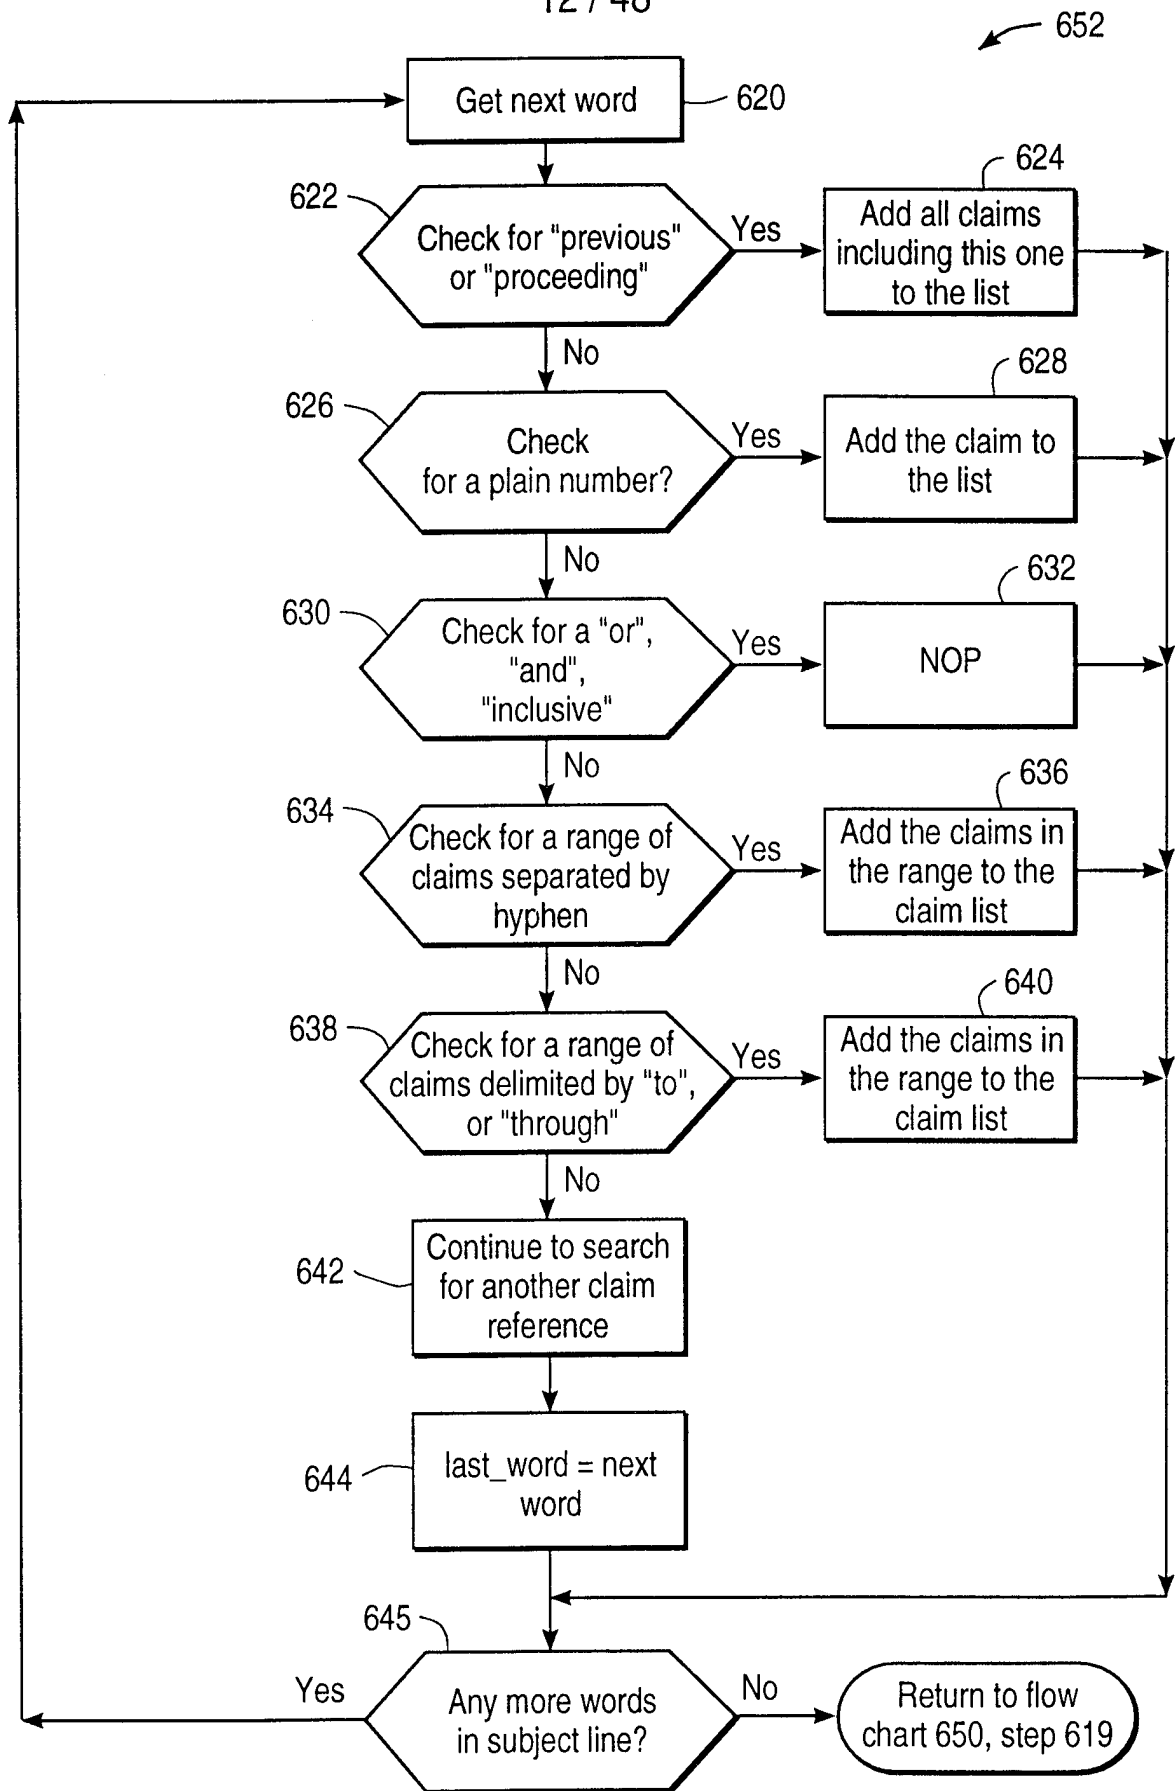 12 / 48
652
Get next word
620
622
Check for "previous"
or "proceeding"
Yes
624
Add all claims
including this one
to the list
No
626
Check
for a plain number?
Yes
628
Add the claim to
the list
No
630
Check for a "or",
"and",
"inclusive"
Yes
632
NOP
No
634
Check for a range of
claims separated by
hyphen
Yes
636
Add the claims in
the range to the
claim list
No
638
Check for a range of
claims delimited by "to",
or "through"
Yes
640
Add the claims in
the range to the
claim list
No
642
Continue to search
for another claim
reference
644
last_word = next
word
645
Yes
Any more words
in subject line?
No
Return to flow
chart 650, step 619